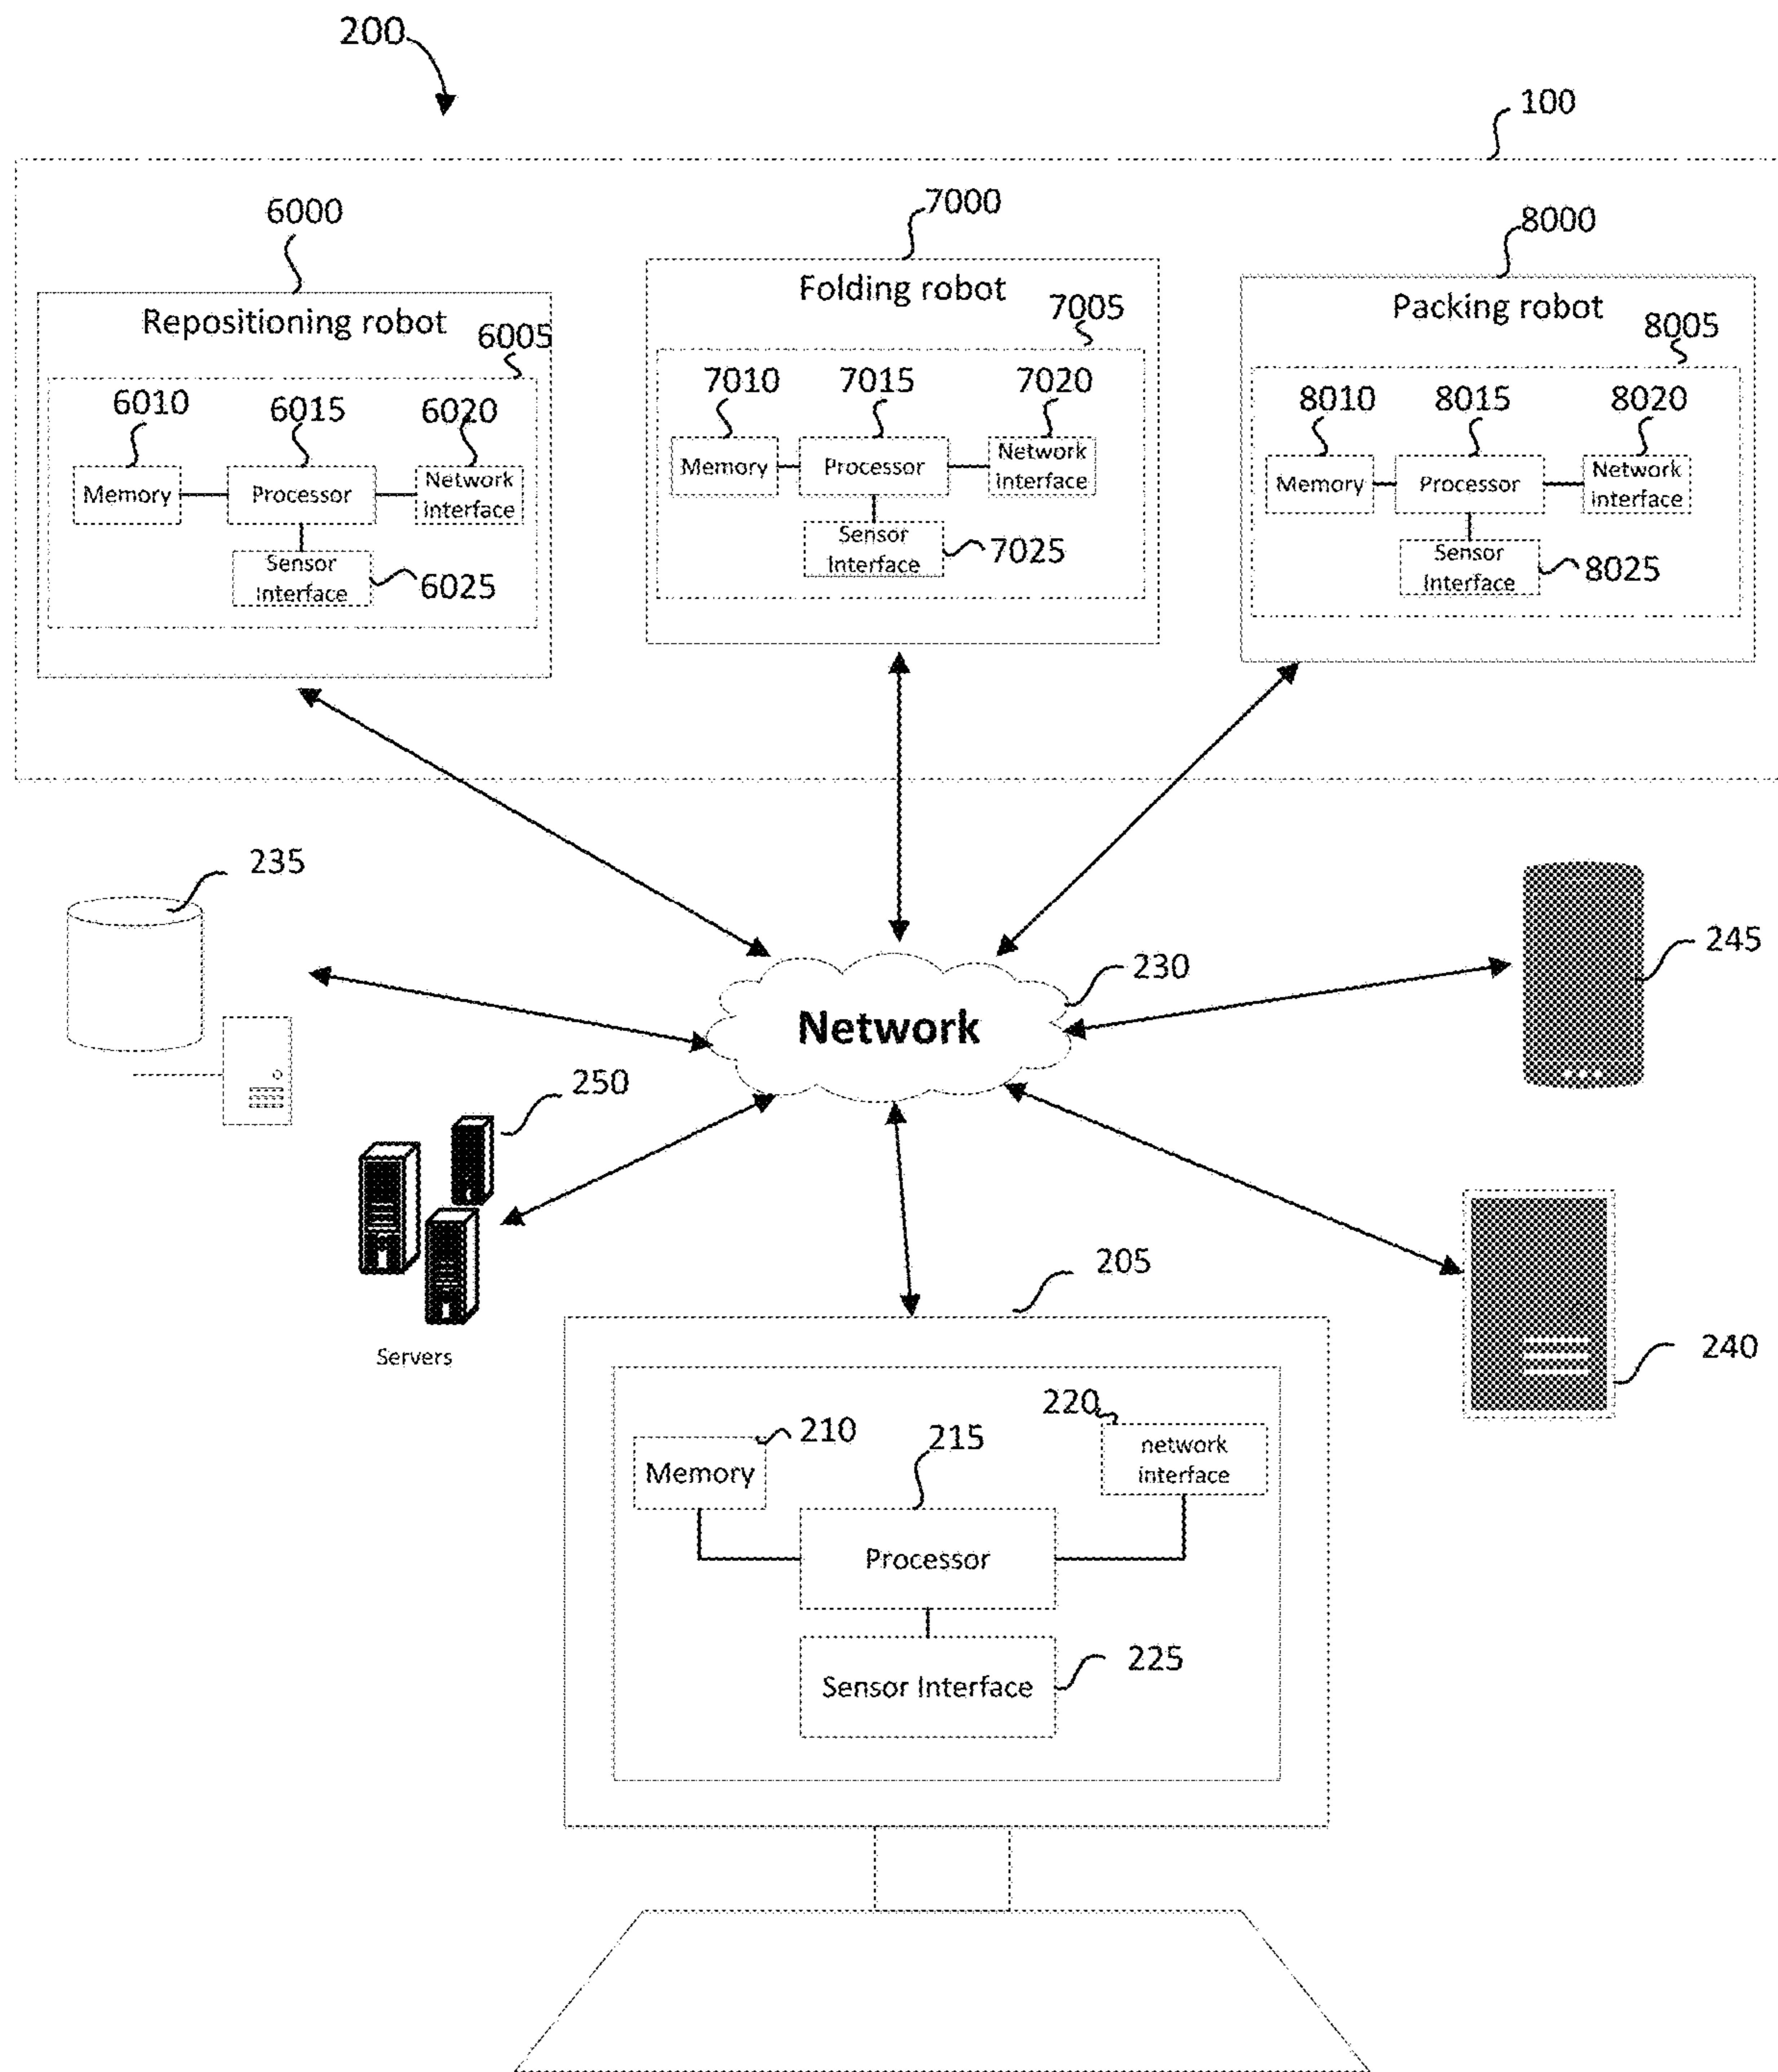 200
100
6000
7000
8000
Repositioning robot
Folding robot
Packing robot
6005
7005
8005
6010
6015
6020
7010
7015
7020
8010
8015
8020
Memory
Processor
Network
interface
Memory
Processor
Network
interface
Memory
Processor
Network
interface
Sensor
Interface
6025
Sensor
Interface
7025
Sensor
Interface
8025
235
230
245
Network
250
Servers
205
240
210
215
220
Memory
network
interface
Processor
Sensor Interface
225